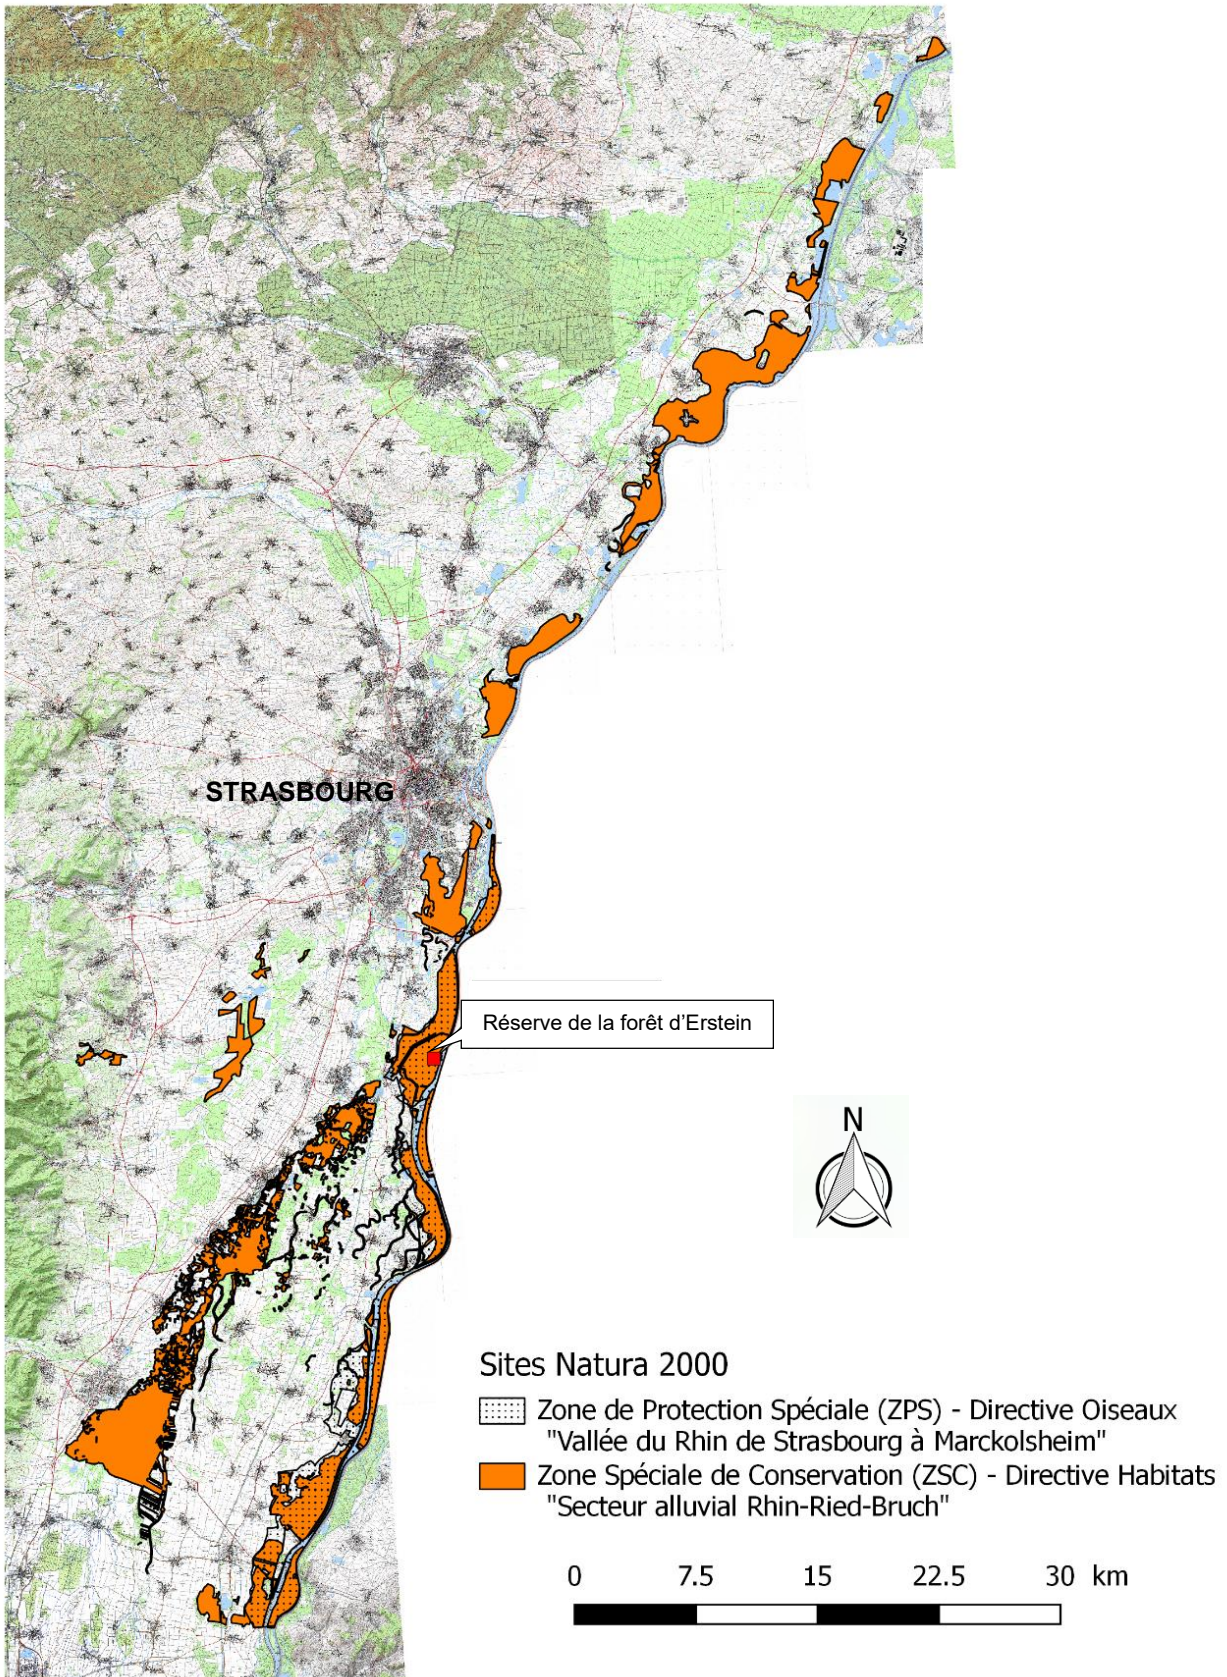 STRASBOURG
Réserve de la forêt d'Erstein
N
Sites Natura 2000
Zone de Protection Spéciale (ZPS) - Directive Oiseaux
"Vallée du Rhin de Strasbourg à Marckolsheim"
Zone Spéciale de Conservation (ZSC) - Directive Habitats
"Secteur alluvial Rhin-Ried-Bruch"
0 7.5 15 22.5 30 km